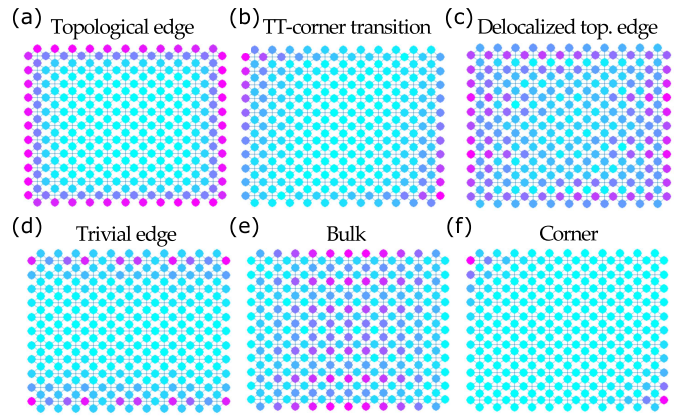 (a) Topological edge
(b) TT-corner transition
(c) Delocalized top. edge
(d) Trivial edge
(e) Bulk
(f) Corner